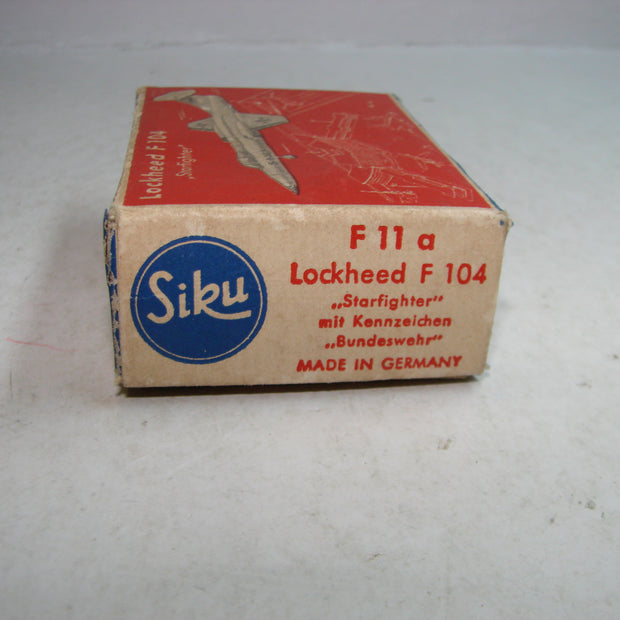 Lockheed F 104
„Starfighter"
Siku
F 11 a
Lockheed F 104
„Starfighter"
mit Kennzeichen
„Bundeswehr"
MADE IN GERMANY